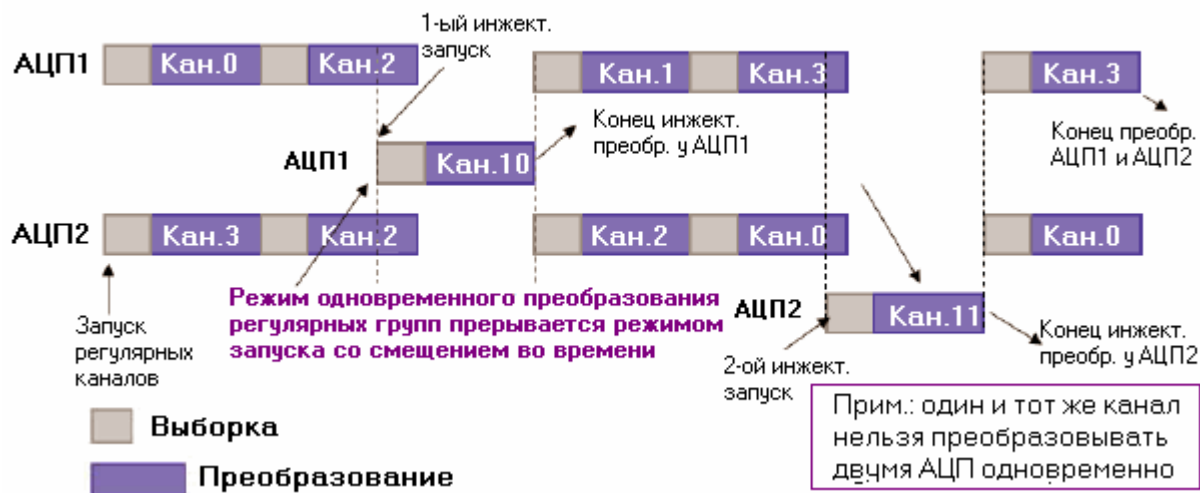 1-ый инжект.
запуск
АЦП1
Кан.0
Кан.2
Кан.1
Кан.3
Кан.3
Конец инжект.
преобр. у АЦП1
Конец преобр.
АЦП1 и АЦП2
АЦП1
Кан.10
АЦП2
Кан.3
Кан.2
Кан.2
Кан.0
Кан.0
Режим одновременного преобразования
регулярных групп прерывается режимом
запуска со смещением во времени
Запуск
регулярных
каналов
АЦП2
Кан.11
Конец инжект.
преобр. у АЦП2
2-ой инжект.
запуск
Выборка
Преобразование
Прим.: один и тот же канал
нельзя преобразовывать
двумя АЦП одновременно